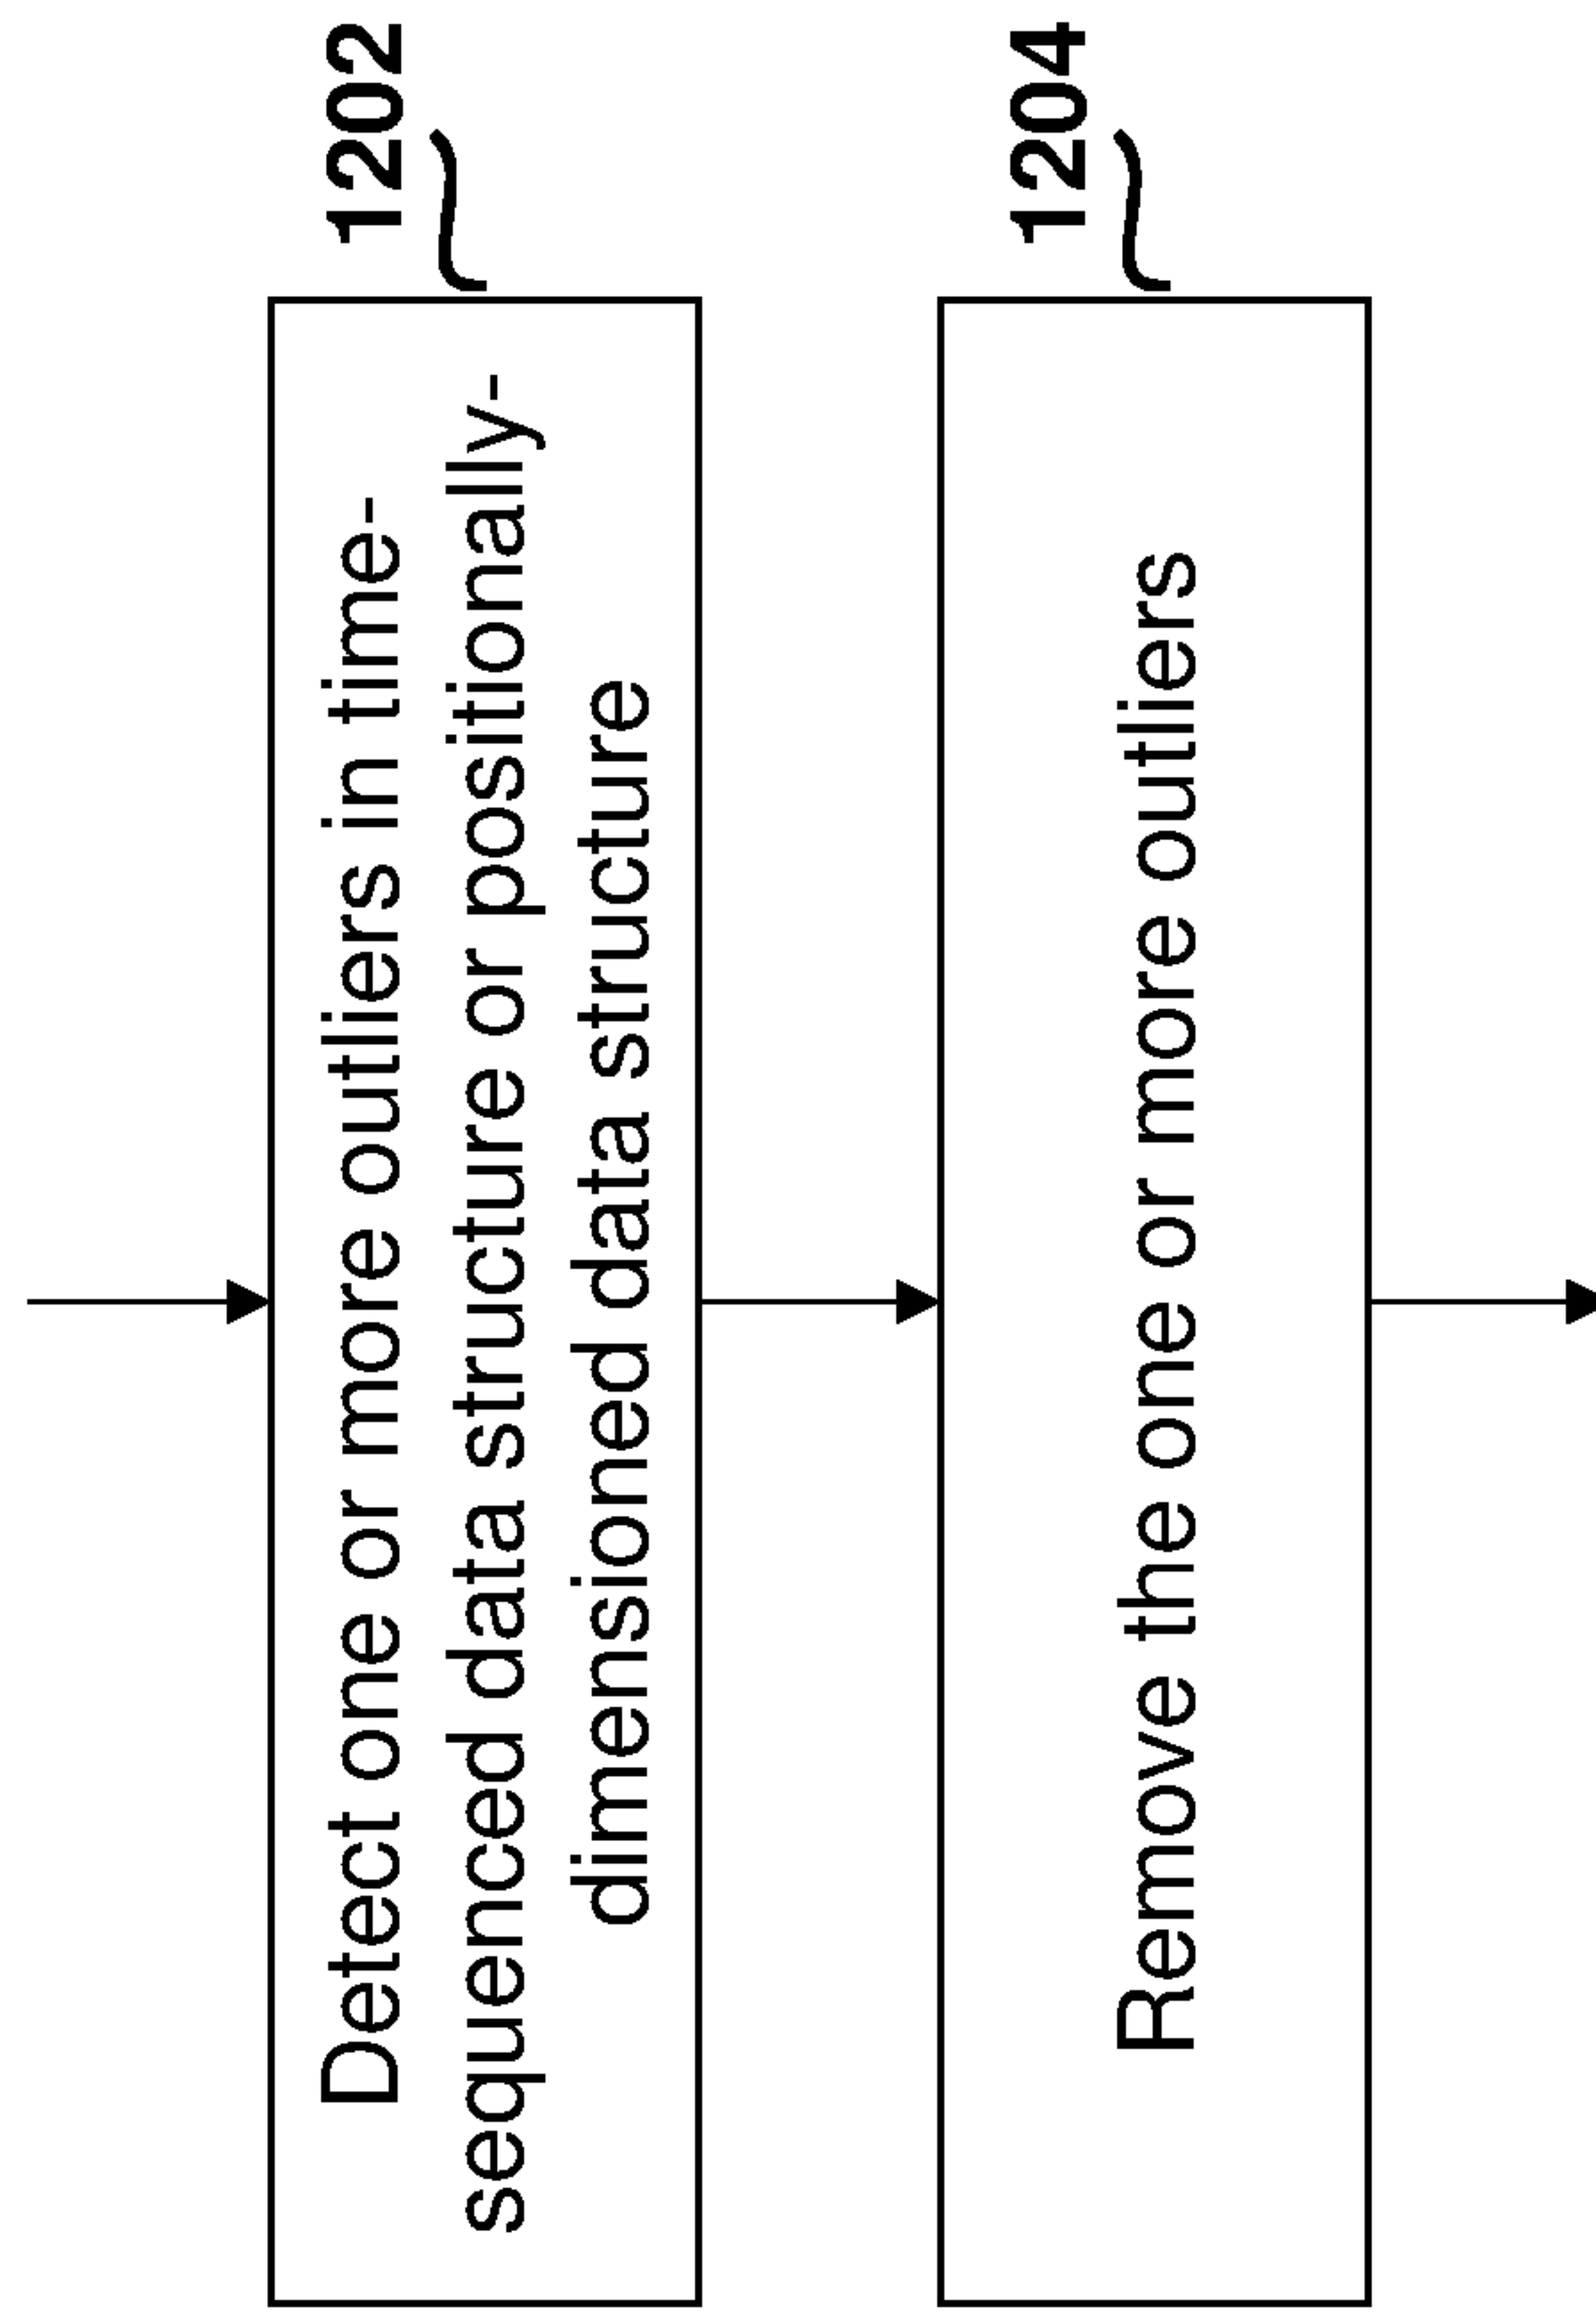 1202
Detect one or more outliers in time-
sequenced data structure or positionally-
dimensioned data structure
1204
Remove the one or more outliers